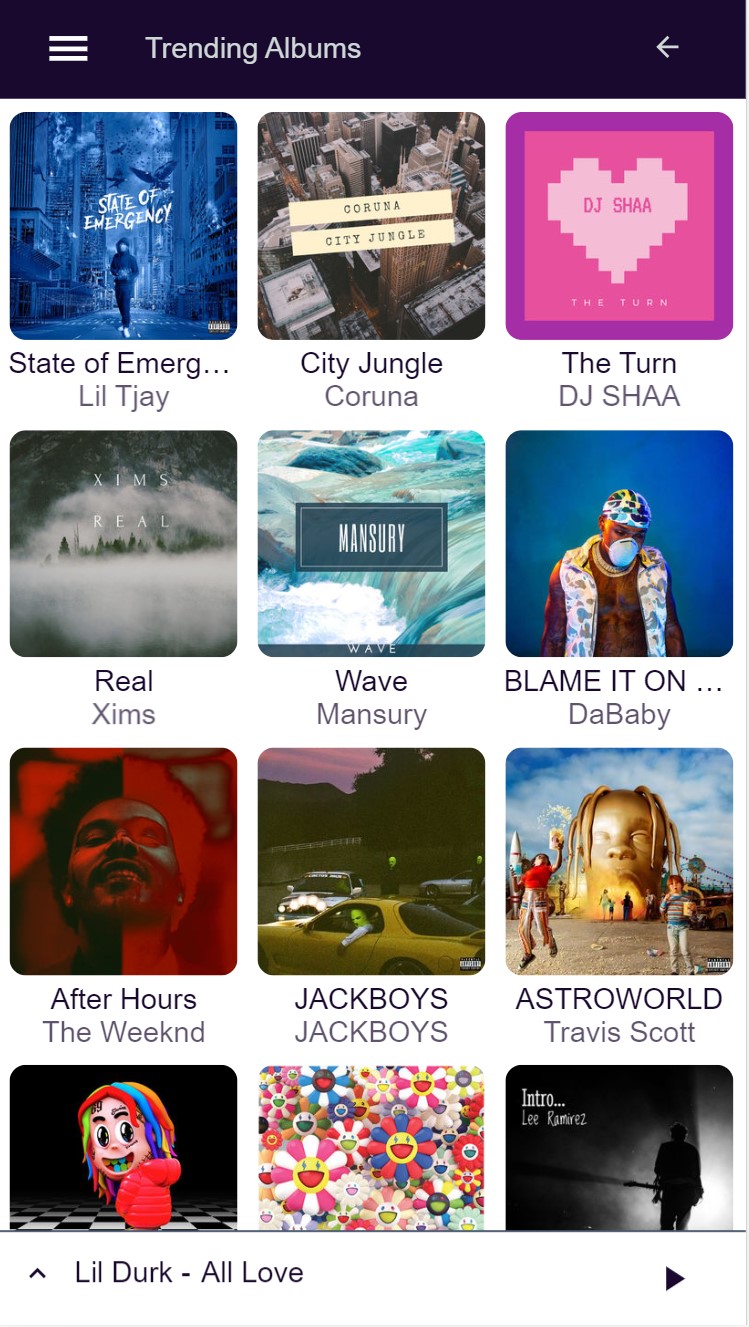 Trending Albums
STATE OF
EMERGENCY
CORUNA
CITY JUNGLE
DJ SHAA
THE TURN
State of Emerg...
City Jungle
The Turn
Lil Tjay
Coruna
DJ SHAA
XIMS
REAL
MANSURY
WAVE
Real
Wave
BLAME IT ON ...
Xims
Mansury
DaBaby
After Hours
JACKBOYS
ASTROWORLD
The Weeknd
JACKBOYS
Travis Scott
69
Intro...
Lee Ramirez
Lil Durk - All Love